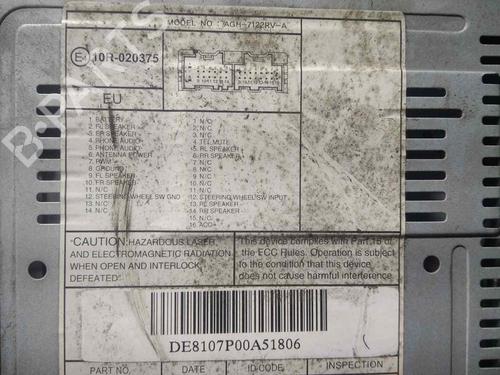 MODEL NO : AGH-7122RV-A
E4 10R-020375
EU
1. BATTERY
2. RL SPEAKER
3. RR SPEAKER
4. PHONE AUDIO
5. PHONE AUDIO
6. ANTENNA POWER
7. PWM
8. GROUND
9. FL SPEAKER
10. FR SPEAKER
11. N/C
12. STEERING WHEEL SW GND
13. N/C
14. N/C
1. N/C
2. N/C
3. N/C
4. TEL MUTE
5. RL SPEAKER
6. RR SPEAKER
7. N/C
8. N/C
9. N/C
10. N/C
11. N/C
12. STEERING WHEEL SW INPUT
13. FL SPEAKER
14. RR SPEAKER
15. N/C
16. ACC+
CAUTION: HAZARDOUS LASER
AND ELECTROMAGNETIC RADIATION
WHEN OPEN AND INTERLOCK
DEFEATED.
This device complies with Part 15 of
the FCC Rules. Operation is subject
to the condition that this device
does not cause harmful interference.
DE8107P00A51806
PART NO. DATE ID CODE INSPECTION
B-PARTS